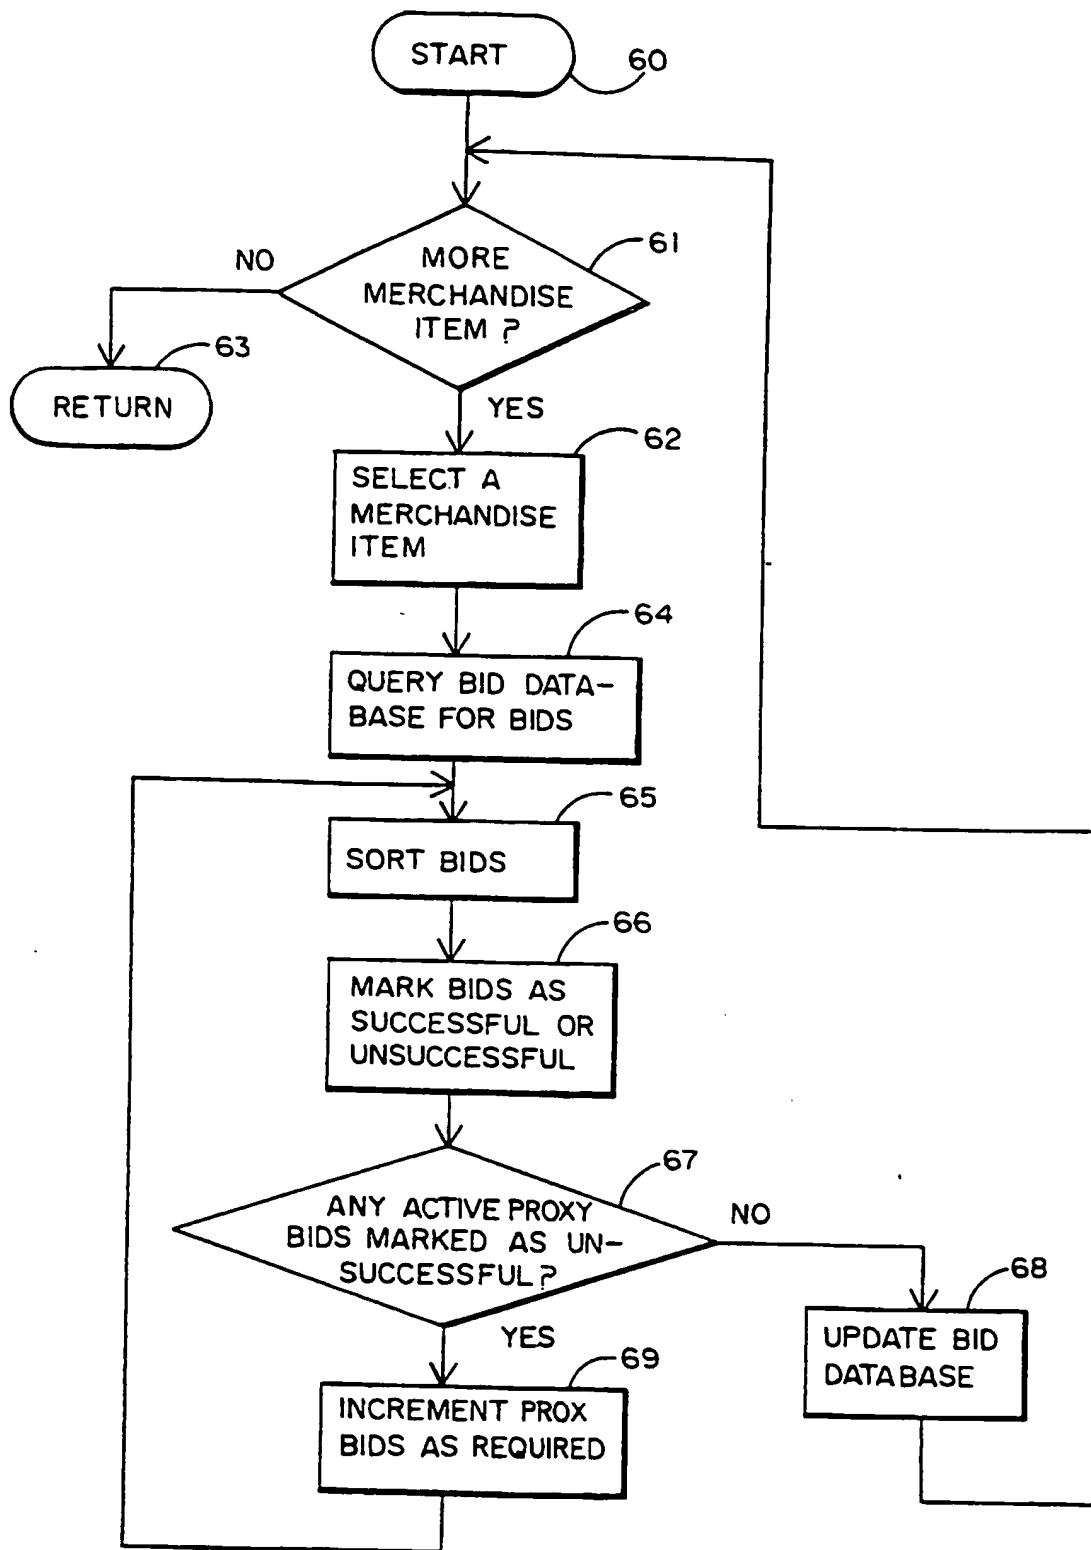 START
60
61
MORE
MERCHANDISE
ITEM?
NO
63
RETURN
YES
62
SELECT A
MERCHANDISE
ITEM
64
QUERY BID DATA-
BASE FOR BIDS
65
SORT BIDS
66
MARK BIDS AS
SUCCESSFUL OR
UNSUCCESSFUL
67
ANY ACTIVE PROXY
BIDS MARKED AS UN-
SUCCESSFUL?
NO
68
UPDATE BID
DATABASE
YES
69
INCREMENT PROX
BIDS AS REQUIRED